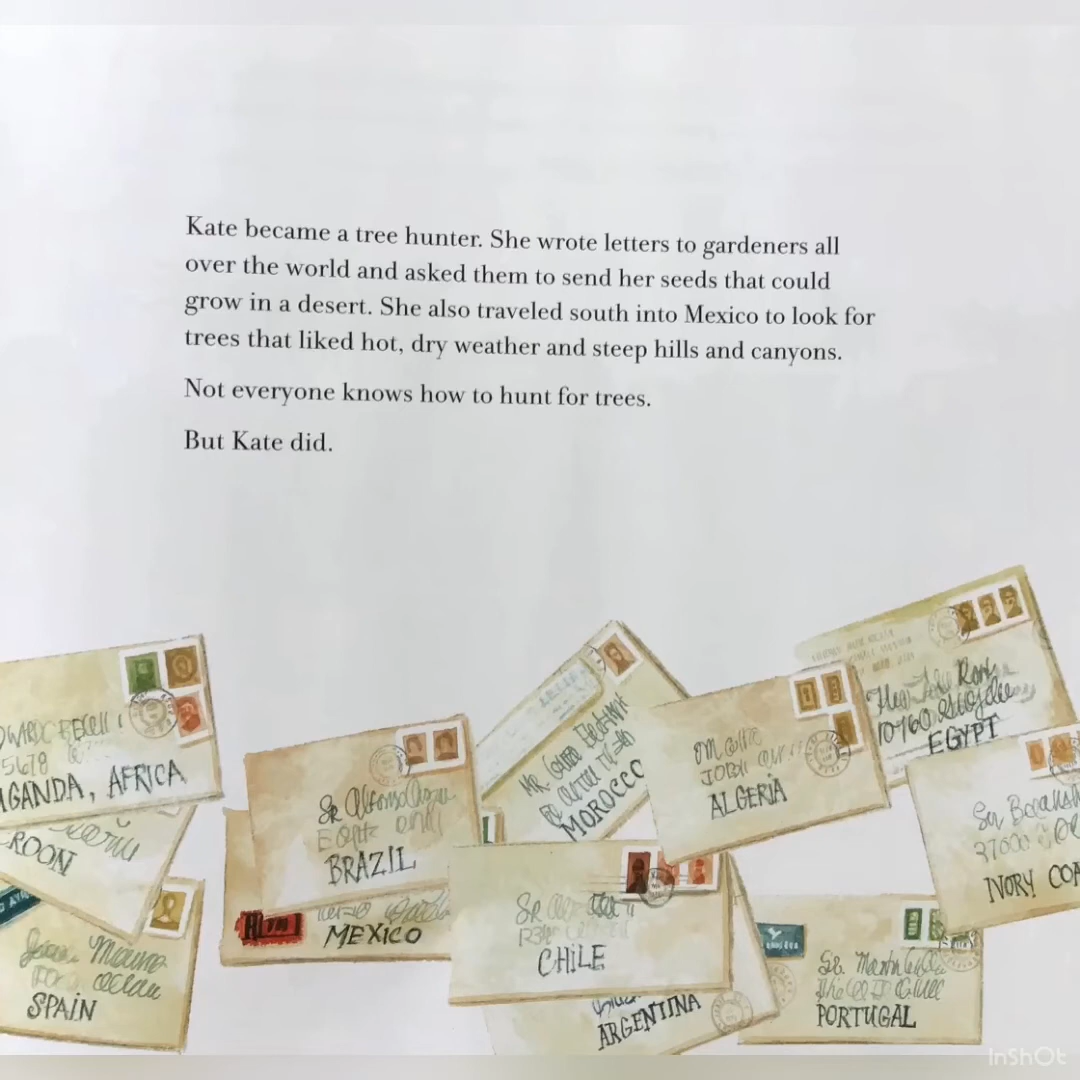 Kate became a tree hunter. She wrote letters to gardeners all
over the world and asked them to send her seeds that could
grow in a desert. She also traveled south into Mexico to look for
trees that liked hot, dry weather and steep hills and canyons.
Not everyone knows how to hunt for trees.
But Kate did.
EGYPT
5678
AFRICA
MOROCCO
ALGERIA
BRAZIL
ROON
MEXICO
IVORY
CHILE
SPAIN
ARGENTINA
PORTUGAL
InShOt